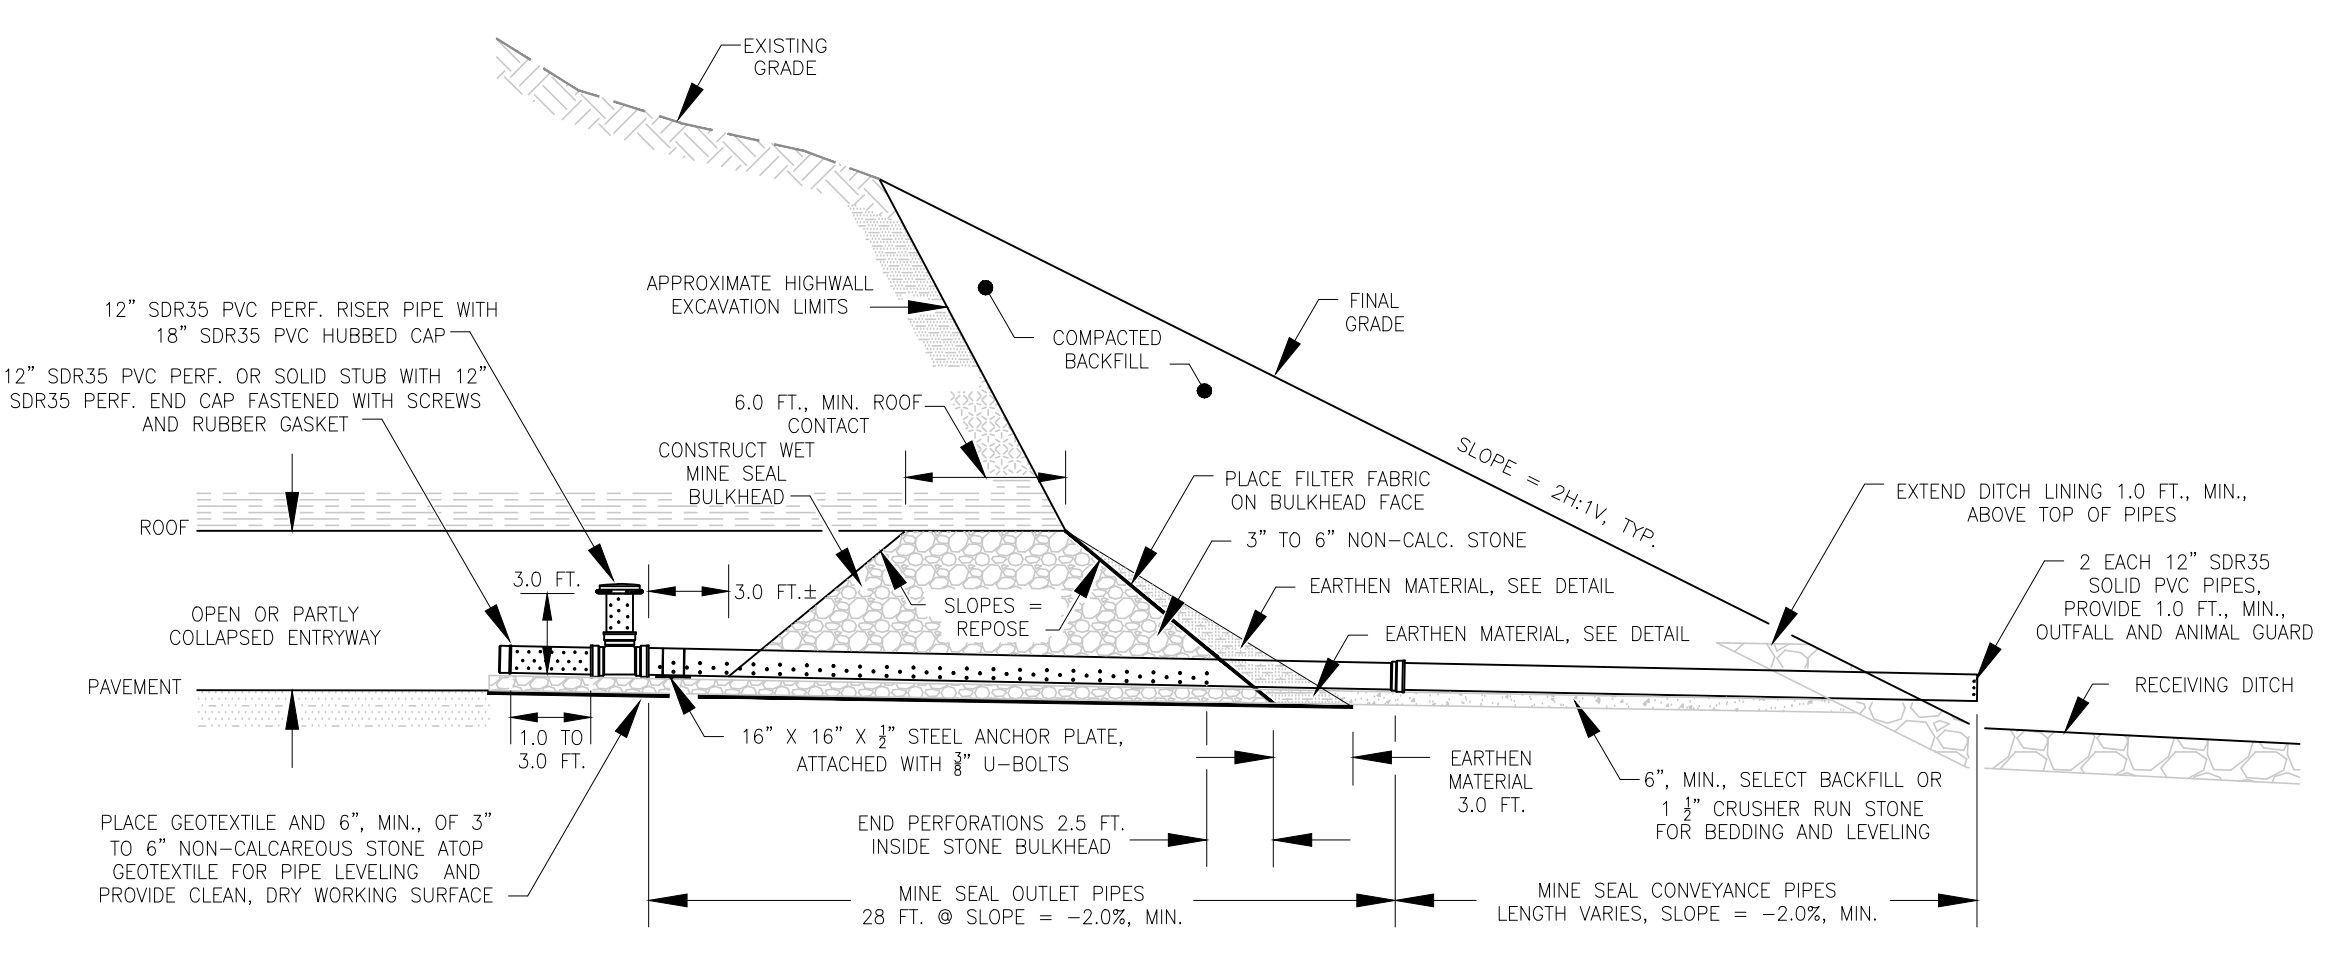 EXISTING
GRADE
APPROXIMATE HIGHWALL
EXCAVATION LIMITS
FINAL
GRADE
COMPACTED
BACKFILL
12” SDR35 PVC PERF. RISER PIPE WITH
18” SDR35 PVC HUBBED CAP
12” SDR35 PVC PERF. OR SOLID STUB WITH 12”
SDR35 PERF. END CAP FASTENED WITH SCREWS
AND RUBBER GASKET
6.0 FT., MIN. ROOF
CONTACT
CONSTRUCT WET
MINE SEAL
BULKHEAD
SLOPE = 2H:1V, TYP.
PLACE FILTER FABRIC
ON BULKHEAD FACE
EXTEND DITCH LINING 1.0 FT., MIN.,
ABOVE TOP OF PIPES
ROOF
3” TO 6” NON-CALC. STONE
2 EACH 12” SDR35
SOLID PVC PIPES,
PROVIDE 1.0 FT., MIN.,
OUTFALL AND ANIMAL GUARD
3.0 FT.
3.0 FT.±
EARTHEN MATERIAL, SEE DETAIL
SLOPES =
REPOSE
OPEN OR PARTLY
COLLAPSED ENTRYWAY
EARTHEN MATERIAL, SEE DETAIL
PAVEMENT
RECEIVING DITCH
1.0 TO
3.0 FT.
16” X 16” X 1/2” STEEL ANCHOR PLATE,
ATTACHED WITH 3/8” U-BOLTS
EARTHEN
MATERIAL
3.0 FT.
6”, MIN., SELECT BACKFILL OR
1 1/2” CRUSHER RUN STONE
FOR BEDDING AND LEVELING
PLACE GEOTEXTILE AND 6”, MIN., OF 3”
TO 6” NON-CALCAREOUS STONE ATOP
GEOTEXTILE FOR PIPE LEVELING AND
PROVIDE CLEAN, DRY WORKING SURFACE
END PERFORATIONS 2.5 FT.
INSIDE STONE BULKHEAD
MINE SEAL OUTLET PIPES
28 FT. @ SLOPE = -2.0%, MIN.
MINE SEAL CONVEYANCE PIPES
LENGTH VARIES, SLOPE = -2.0%, MIN.